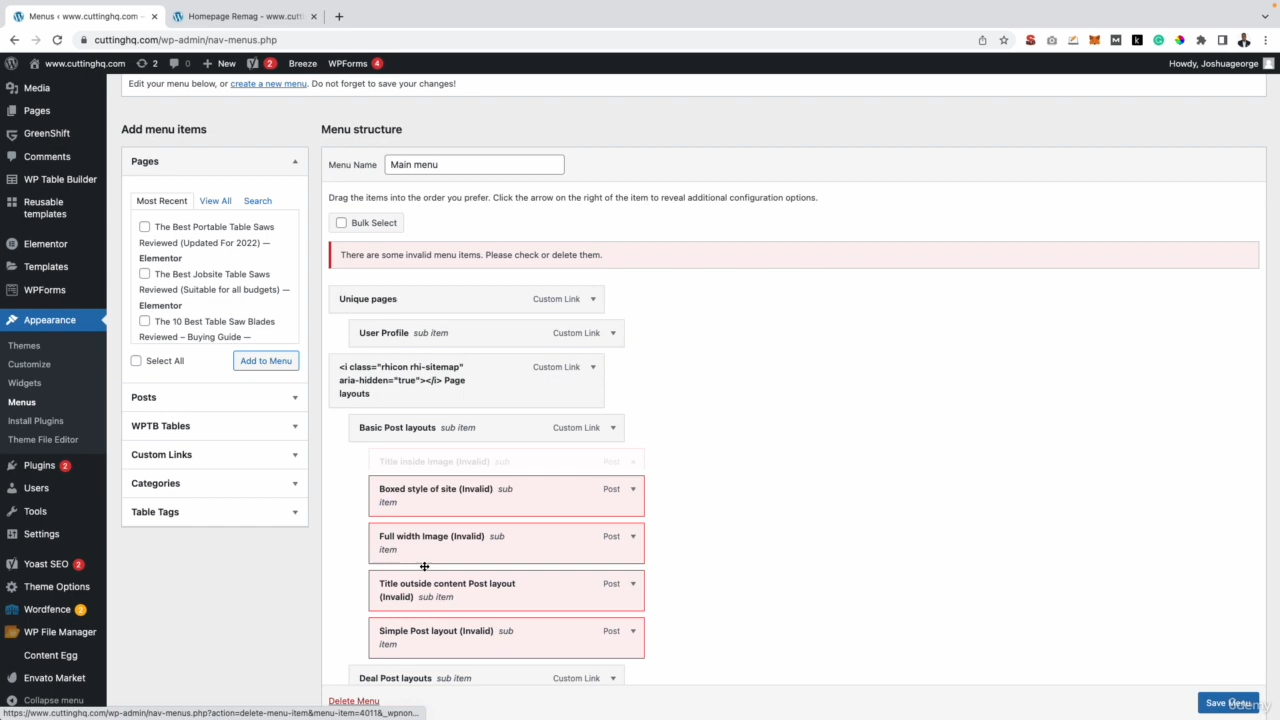 Menus ‹ www.cuttinghq.com –
Homepage Remag - www.cutt
cuttinghq.com/wp-admin/nav-menus.php
www.cuttinghq.com
2
0
New
2
Breeze
WPForms 4
Howdy, Joshuageorge
Media
Pages
GreenShift
Comments
WP Table Builder
Reusable
templates
Elementor
Templates
WPForms
Appearance
Themes
Customize
Widgets
Menus
Install Plugins
Theme File Editor
Plugins 2
Users
Tools
Settings
Yoast SEO 2
Theme Options
Wordfence 2
WP File Manager
Content Egg
Envato Market
Collapse menu
Edit your menu below, or create a new menu. Do not forget to save your changes!
Add menu items
Pages
Most Recent View All Search
The Best Portable Table Saws
Reviewed (Updated For 2022) —
Elementor
The Best Jobsite Table Saws
Reviewed (Suitable for all budgets) —
Elementor
The 10 Best Table Saw Blades
Reviewed – Buying Guide —
Select All
Add to Menu
Posts
WPTB Tables
Custom Links
Categories
Table Tags
Menu structure
Menu Name Main menu
Drag the items into the order you prefer. Click the arrow on the right of the item to reveal additional configuration options.
Bulk Select
There are some invalid menu items. Please check or delete them.
Unique pages Custom Link
User Profile sub item Custom Link
<i class="rhicon rhi-sitemap" Custom Link
aria-hidden="true"></i> Page
layouts
Basic Post layouts sub item Custom Link
Title inside Image (Invalid) sub Post
Boxed style of site (Invalid) sub Post
item
Full width Image (Invalid) sub Post
item
Title outside content Post layout Post
(Invalid) sub item
Simple Post layout (Invalid) sub Post
item
Deal Post layouts sub item Custom Link
Delete Menu
Save Menu
udemy
https://www.cuttinghq.com/wp-admin/nav-menus.php?action=delete-menu-item&menu-item=4011&_wpnon...